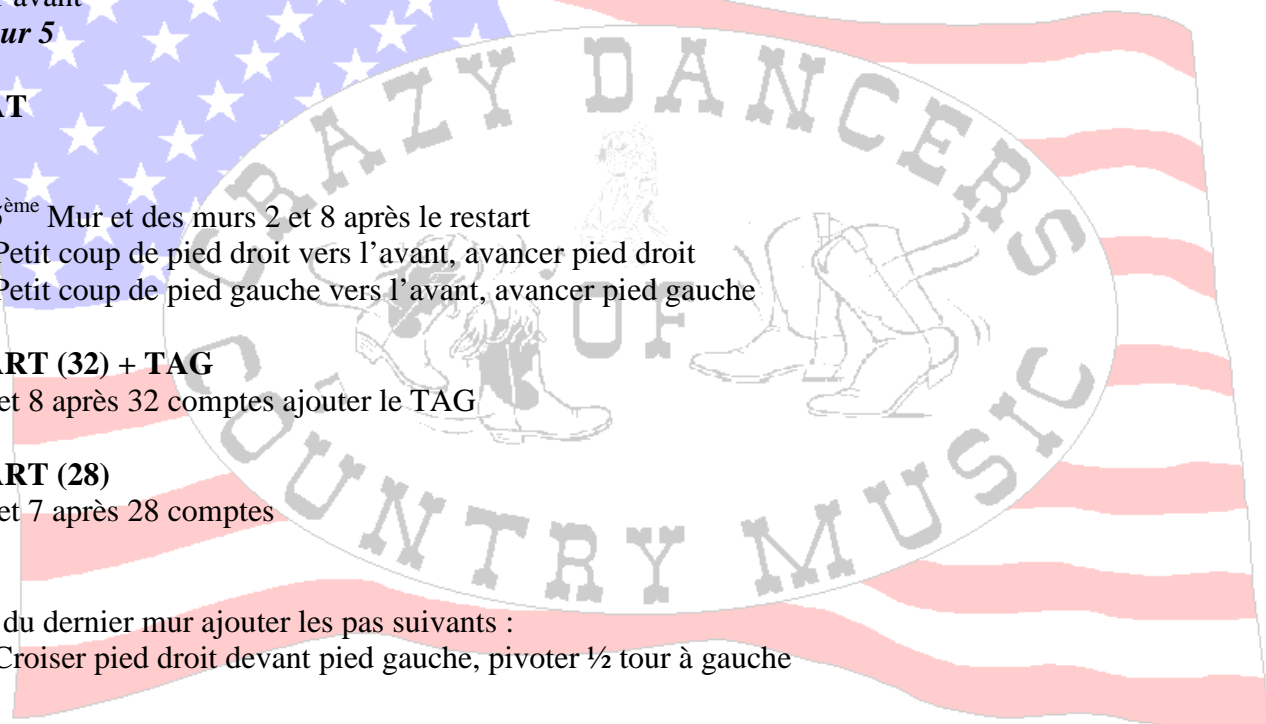 avant
ur 5
AT
ème Mur et des murs 2 et 8 après le restart
Petit coup de pied droit vers l’avant, avancer pied droit
Petit coup de pied gauche vers l’avant, avancer pied gauche
ART (32) + TAG
et 8 après 32 comptes ajouter le TAG
ART (28)
et 7 après 28 comptes
du dernier mur ajouter les pas suivants :
Croiser pied droit devant pied gauche, pivoter ½ tour à gauche
CRAZY DANCERS
OF
COUNTRY MUSIC